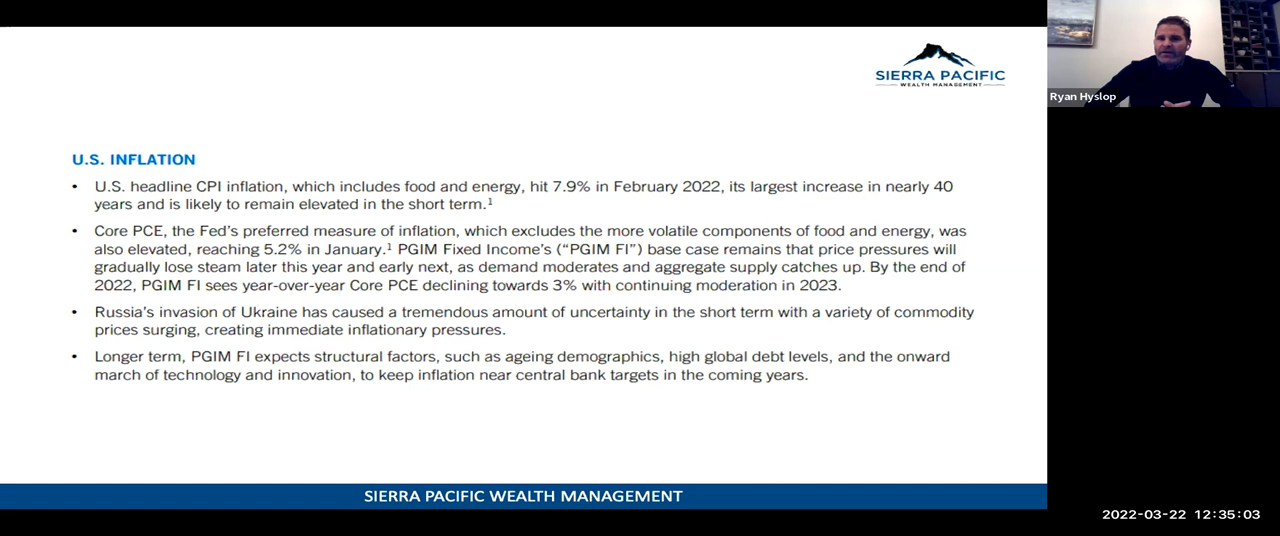 SIERRA PACIFIC
WEALTH MANAGEMENT
Ryan Hyslop
U.S. INFLATION
• U.S. headline CPI inflation, which includes food and energy, hit 7.9% in February 2022, its largest increase in nearly 40
years and is likely to remain elevated in the short term.¹
• Core PCE, the Fed's preferred measure of inflation, which excludes the more volatile components of food and energy, was
also elevated, reaching 5.2% in January.¹ PGIM Fixed Income's (“PGIM FI”) base case remains that price pressures will
gradually lose steam later this year and early next, as demand moderates and aggregate supply catches up. By the end of
2022, PGIM FI sees year-over-year Core PCE declining towards 3% with continuing moderation in 2023.
• Russia's invasion of Ukraine has caused a tremendous amount of uncertainty in the short term with a variety of commodity
prices surging, creating immediate inflationary pressures.
• Longer term, PGIM FI expects structural factors, such as ageing demographics, high global debt levels, and the onward
march of technology and innovation, to keep inflation near central bank targets in the coming years.
SIERRA PACIFIC WEALTH MANAGEMENT
2022-03-22 12:35:03